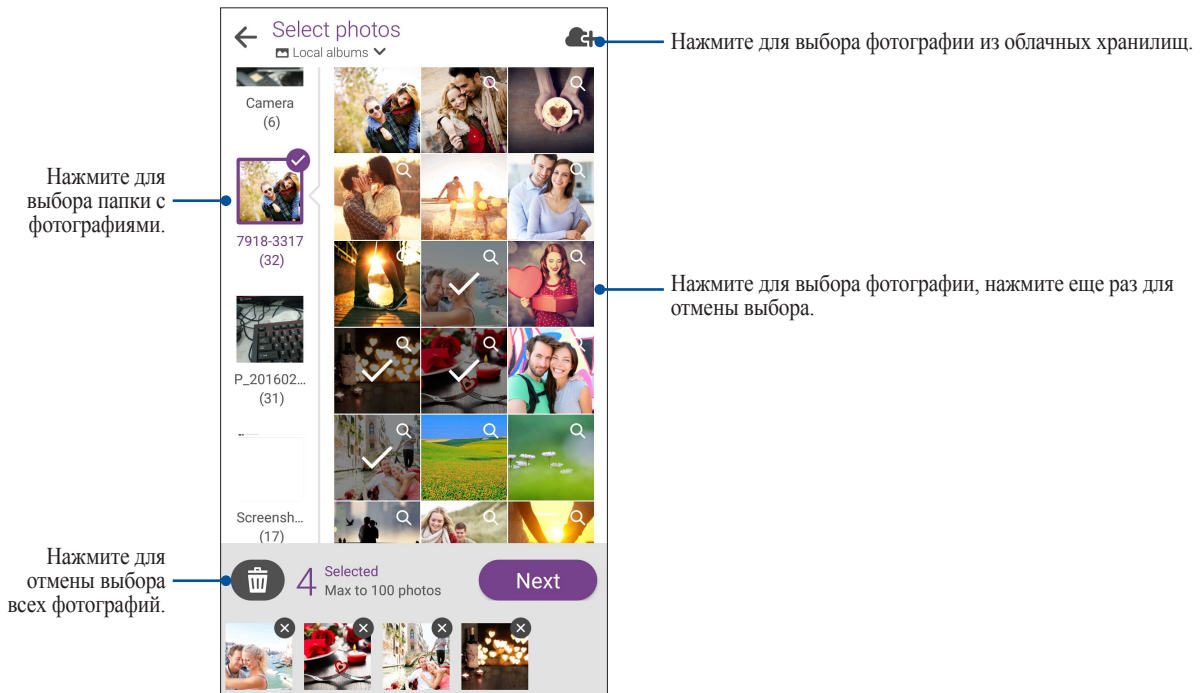 Select photos
Local albums
Нажмите для выбора фотографии из облачных хранилищ.
Camera
(6)
Нажмите для
выбора папки с
фотографиями.
7918-3317
(32)
Нажмите для выбора фотографии, нажмите еще раз для
отмены выбора.
P_201602...
(31)
Screensh...
(17)
Нажмите для
отмены выбора
всех фотографий.
4
Selected
Max to 100 photos
Next